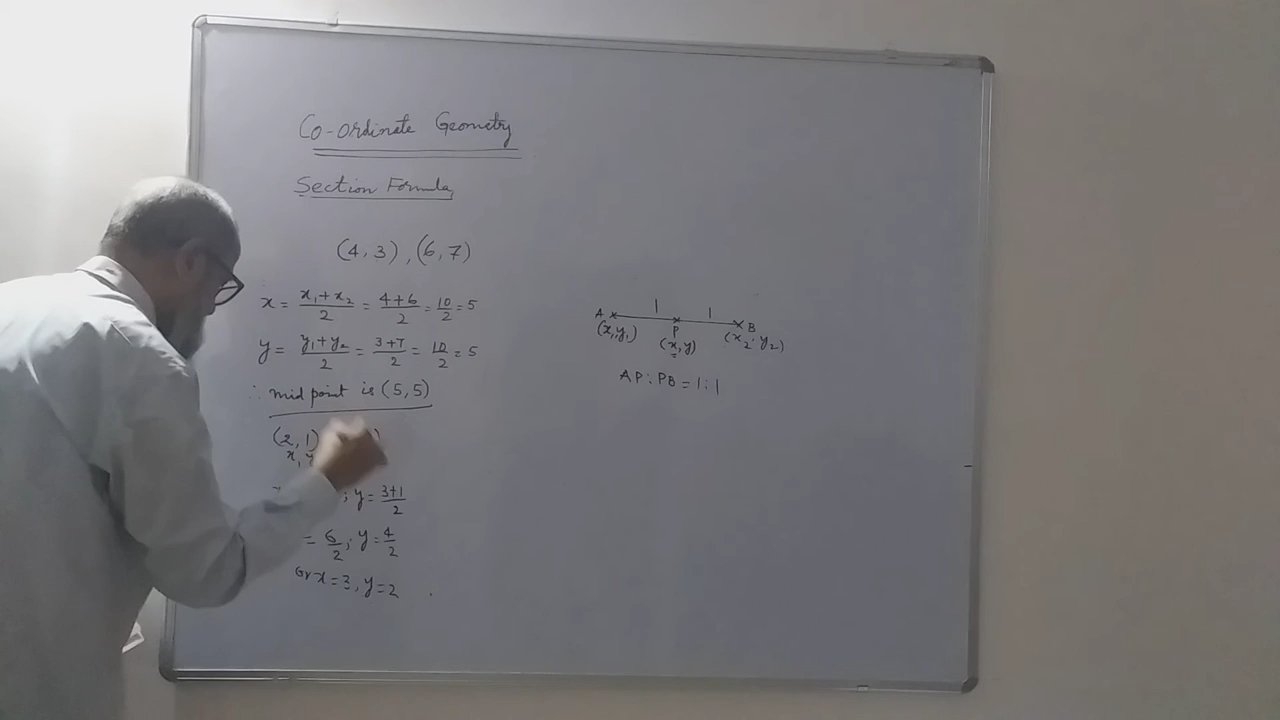 Co-ordinate Geometry
Section Formula
(4,3) , (6,7)
x = x₁+x₂/2 = 4+6/2 = 10/2 = 5
y = y₁+y₂/2 = 3+7/2 = 10/2 = 5
∴ mid point is (5,5)
(2,1)
x₁
; y = 3+1/2
= 6/2 ; y = 4/2
Or x = 3, y = 2
1 1
A P B
(x₁,y₁) (x,y) (x₂, y₂)
AP : PB = 1 : 1